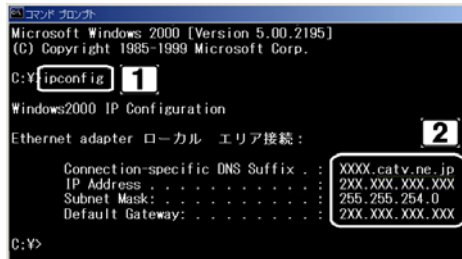 コマンド プロンプト
Microsoft Windows 2000 [Version 5.00.2195]
(C) Copyright 1985-1999 Microsoft Corp.
C:¥>ipconfig 1
Windows2000 IP Configuration
Ethernet adapter ローカル エリア接続 :
2
Connection-specific DNS Suffix . : XXXX.catv.ne.jp
IP Address . . . . . . . . . . . : 2XX.XXX.XXX.XXX
Subnet Mask: . . . . . . . . . . : 255.255.254.0
Default Gateway: . . . . . . . . : 2XX.XXX.XXX.XXX
C:¥>